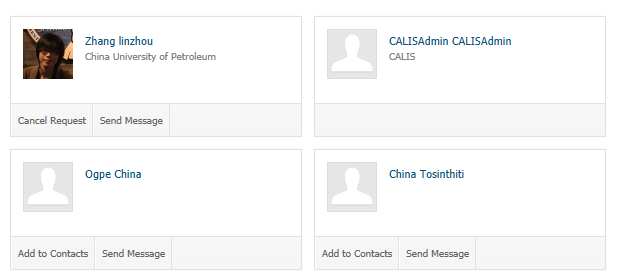 Zhang linzhou
China University of Petroleum
Cancel Request Send Message
CALISAdmin CALISAdmin
CALIS
Ogpe China
Add to Contacts Send Message
China Tosinthiti
Add to Contacts Send Message